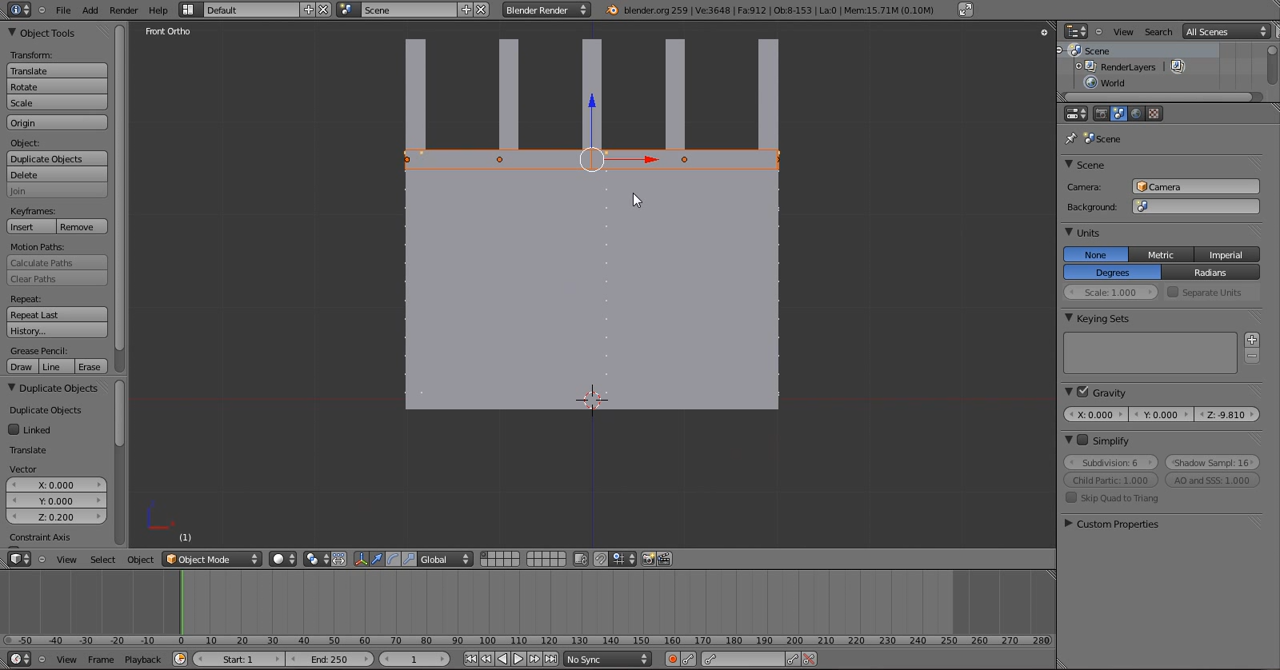 File Add Render Help Default Scene Blender Render blender.org 259 | Ve:3648 | Fa:912 | Ob:8-153 | La:0 | Mem:15.71M (0.10M)
Object Tools
Transform:
Translate
Rotate
Scale
Origin
Object:
Duplicate Objects
Delete
Join
Keyframes:
Insert Remove
Motion Paths:
Calculate Paths
Clear Paths
Repeat:
Repeat Last
History...
Grease Pencil:
Draw Line Erase
Duplicate Objects
Duplicate Objects
Linked
Translate
Vector
X: 0.000
Y: 0.000
Z: 0.200
Constraint Axis
Front Ortho
(1)
View Select Object Object Mode Global
-50 -40 -30 -20 -10 0 10 20 30 40 50 60 70 80 90 100 110 120 130 140 150 160 170 180 190 200 210 220 230 240 250 260 270 280
View Frame Playback Start: 1 End: 250 1 No Sync
View Search All Scenes
Scene
RenderLayers |
World
Scene
Scene
Camera: Camera
Background:
Units
None Metric Imperial
Degrees Radians
Scale: 1.000 Separate Units
Keying Sets
Gravity
X: 0.000 Y: 0.000 Z: -9.810
Simplify
Subdivision: 6 Shadow Sampl: 16
Child Partic: 1.000 AO and SSS: 1.000
Skip Quad to Triang
Custom Properties